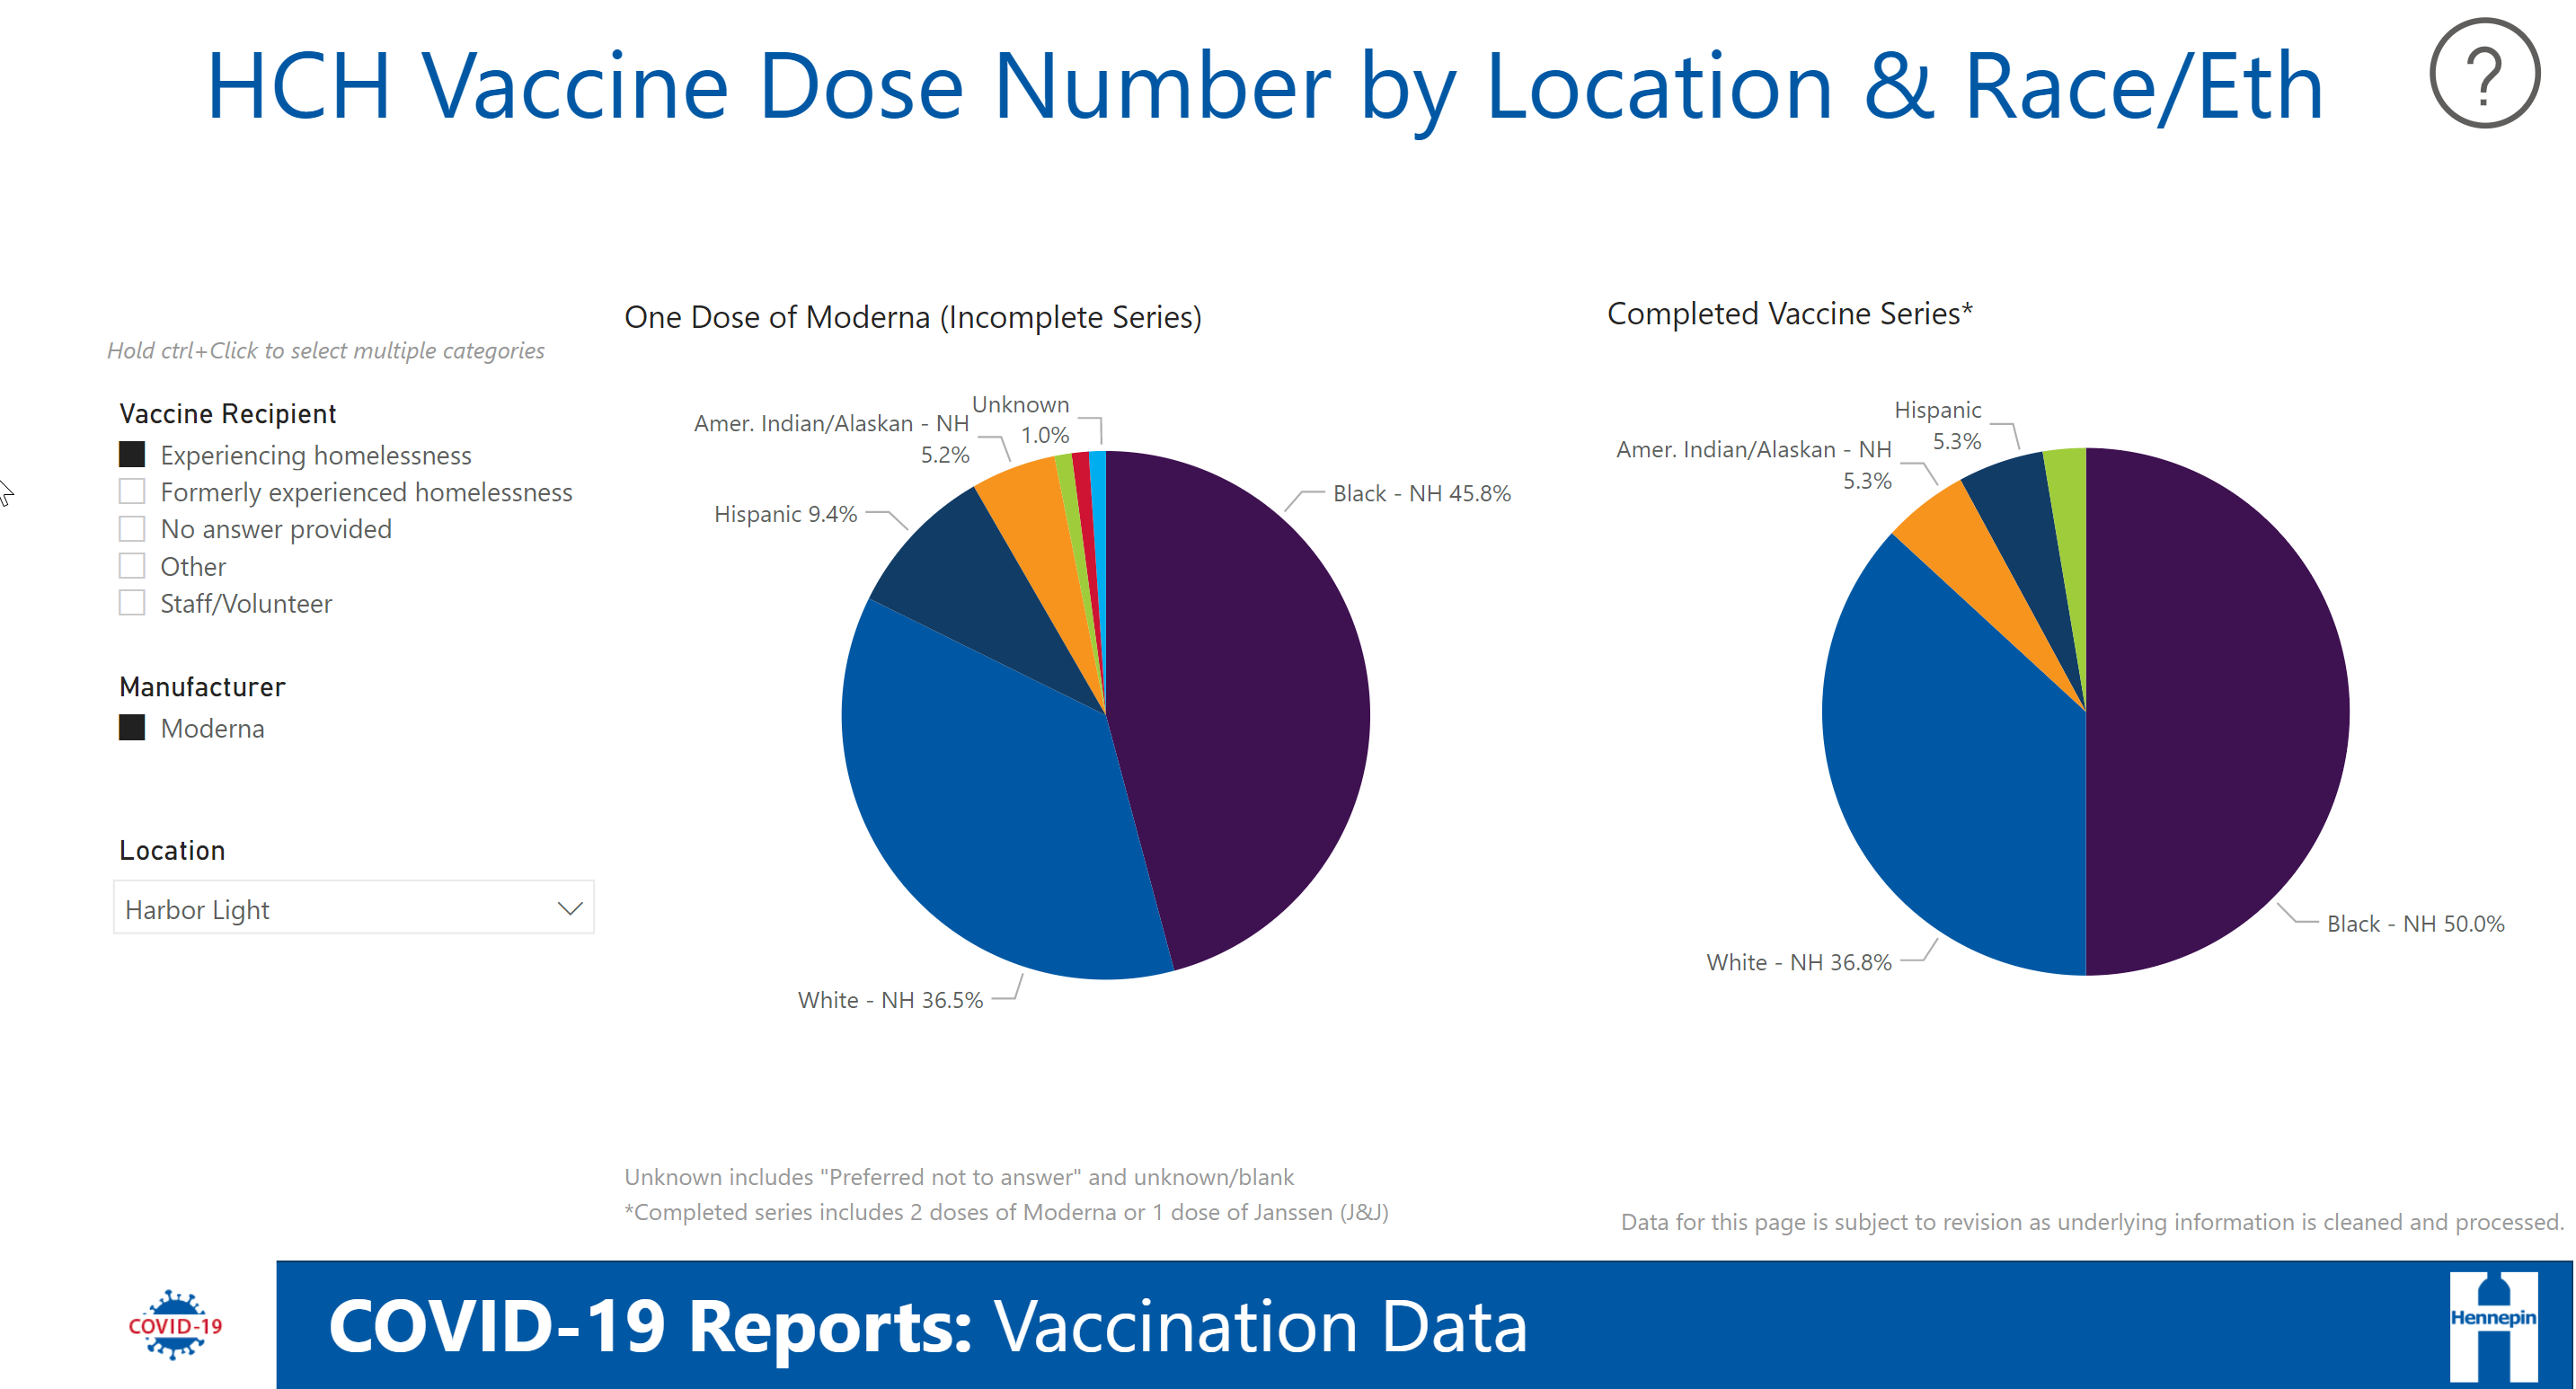 HCH Vaccine Dose Number by Location & Race/Eth
?
Hold ctrl+Click to select multiple categories
Vaccine Recipient
Experiencing homelessness
Formerly experienced homelessness
No answer provided
Other
Staff/Volunteer
Manufacturer
Moderna
Location
Harbor Light
One Dose of Moderna (Incomplete Series)
Unknown
1.0%
Amer. Indian/Alaskan - NH
5.2%
Hispanic 9.4%
Black - NH 45.8%
White - NH 36.5%
Completed Vaccine Series*
Hispanic
5.3%
Amer. Indian/Alaskan - NH
5.3%
Black - NH 50.0%
White - NH 36.8%
Unknown includes "Preferred not to answer" and unknown/blank
*Completed series includes 2 doses of Moderna or 1 dose of Janssen (J&J)
Data for this page is subject to revision as underlying information is cleaned and processed.
COVID-19
COVID-19 Reports: Vaccination Data
Hennepin